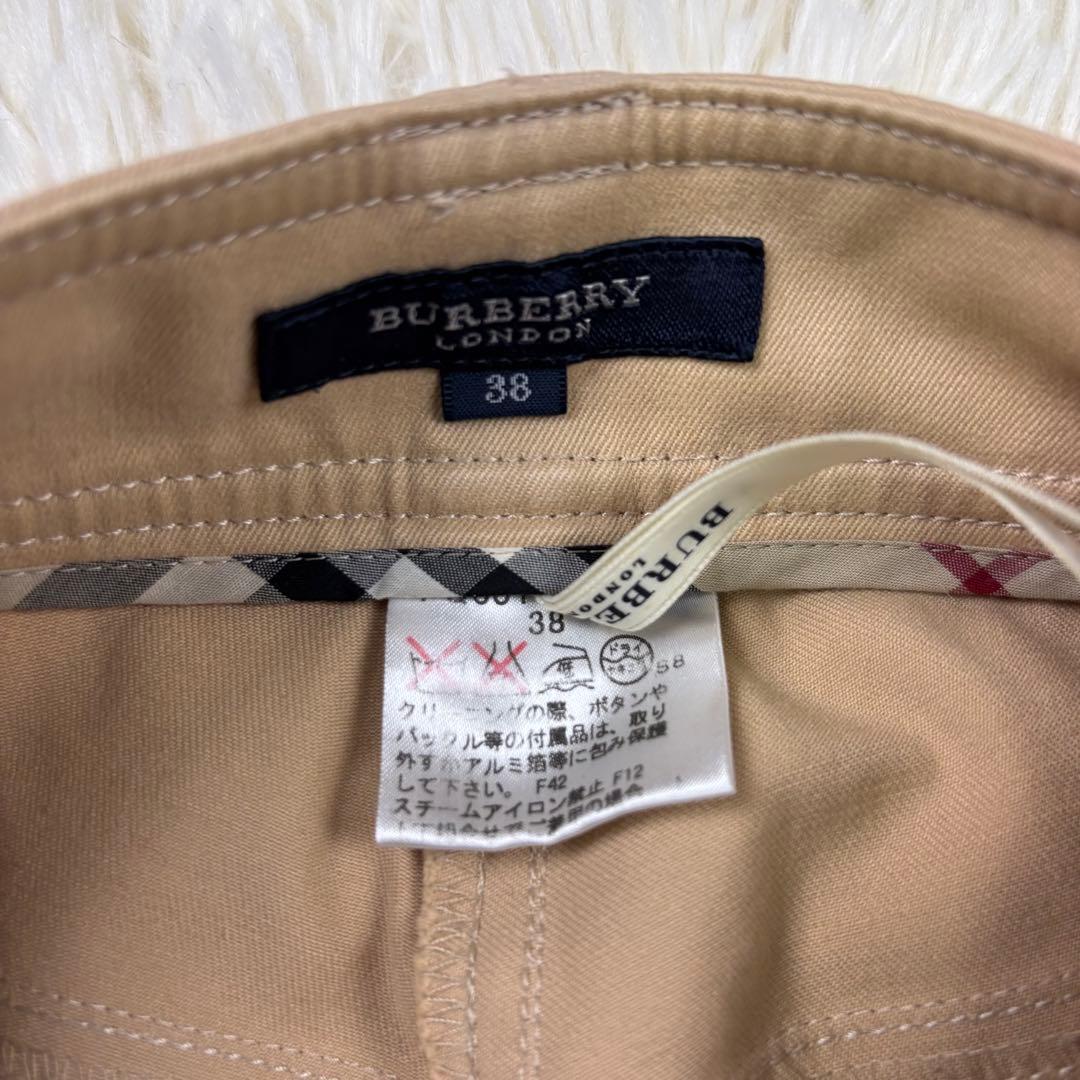 BURBERRY
LONDON
38
BURBE
LONDON
38
ドライ
58
クリーニングの際、ボタンや
バックル等の付属品は、取り
外すかアルミ箔等に包み保護
して下さい。 F42
スチームアイロン禁止 F12